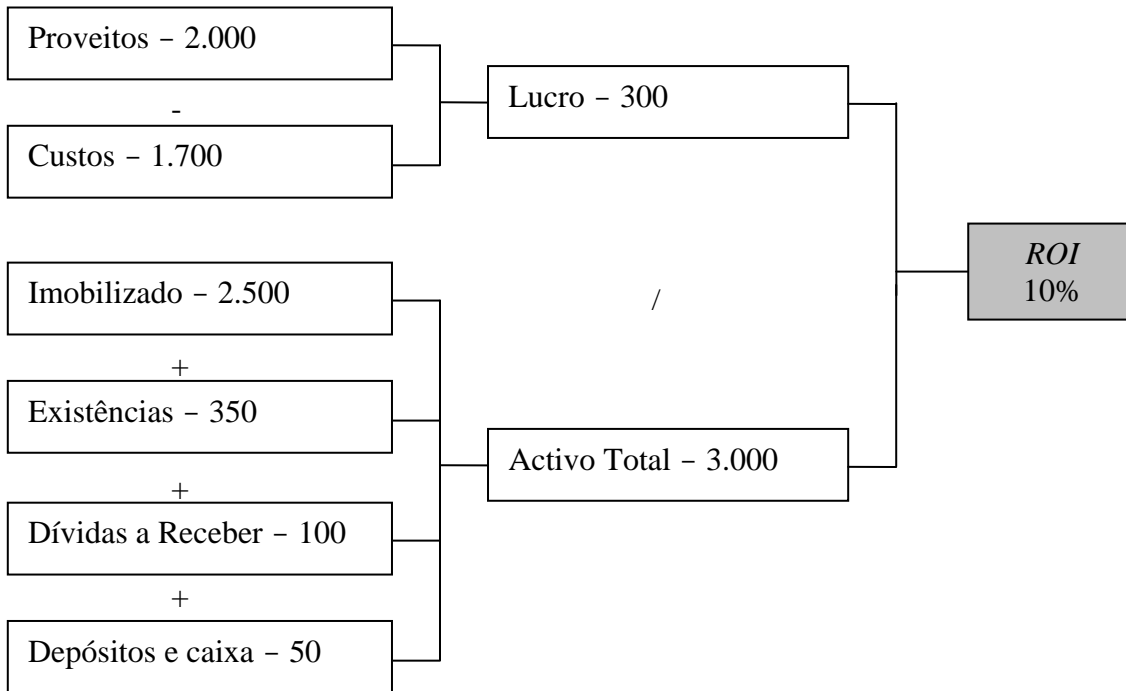 Proveitos – 2.000
-
Custos – 1.700
Lucro – 300
Imobilizado – 2.500
+
Existências – 350
+
Dívidas a Receber – 100
+
Depósitos e caixa – 50
/
Activo Total – 3.000
ROI
10%